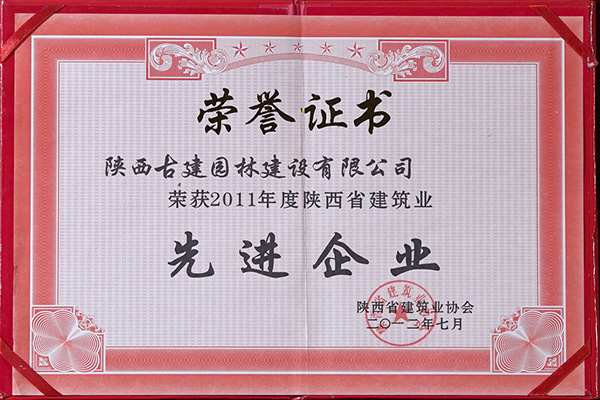 荣誉证书
陕西古建园林建设有限公司
荣获2011年度陕西省建筑业
先进企业
陕西省建筑业协会
二〇一二年七月